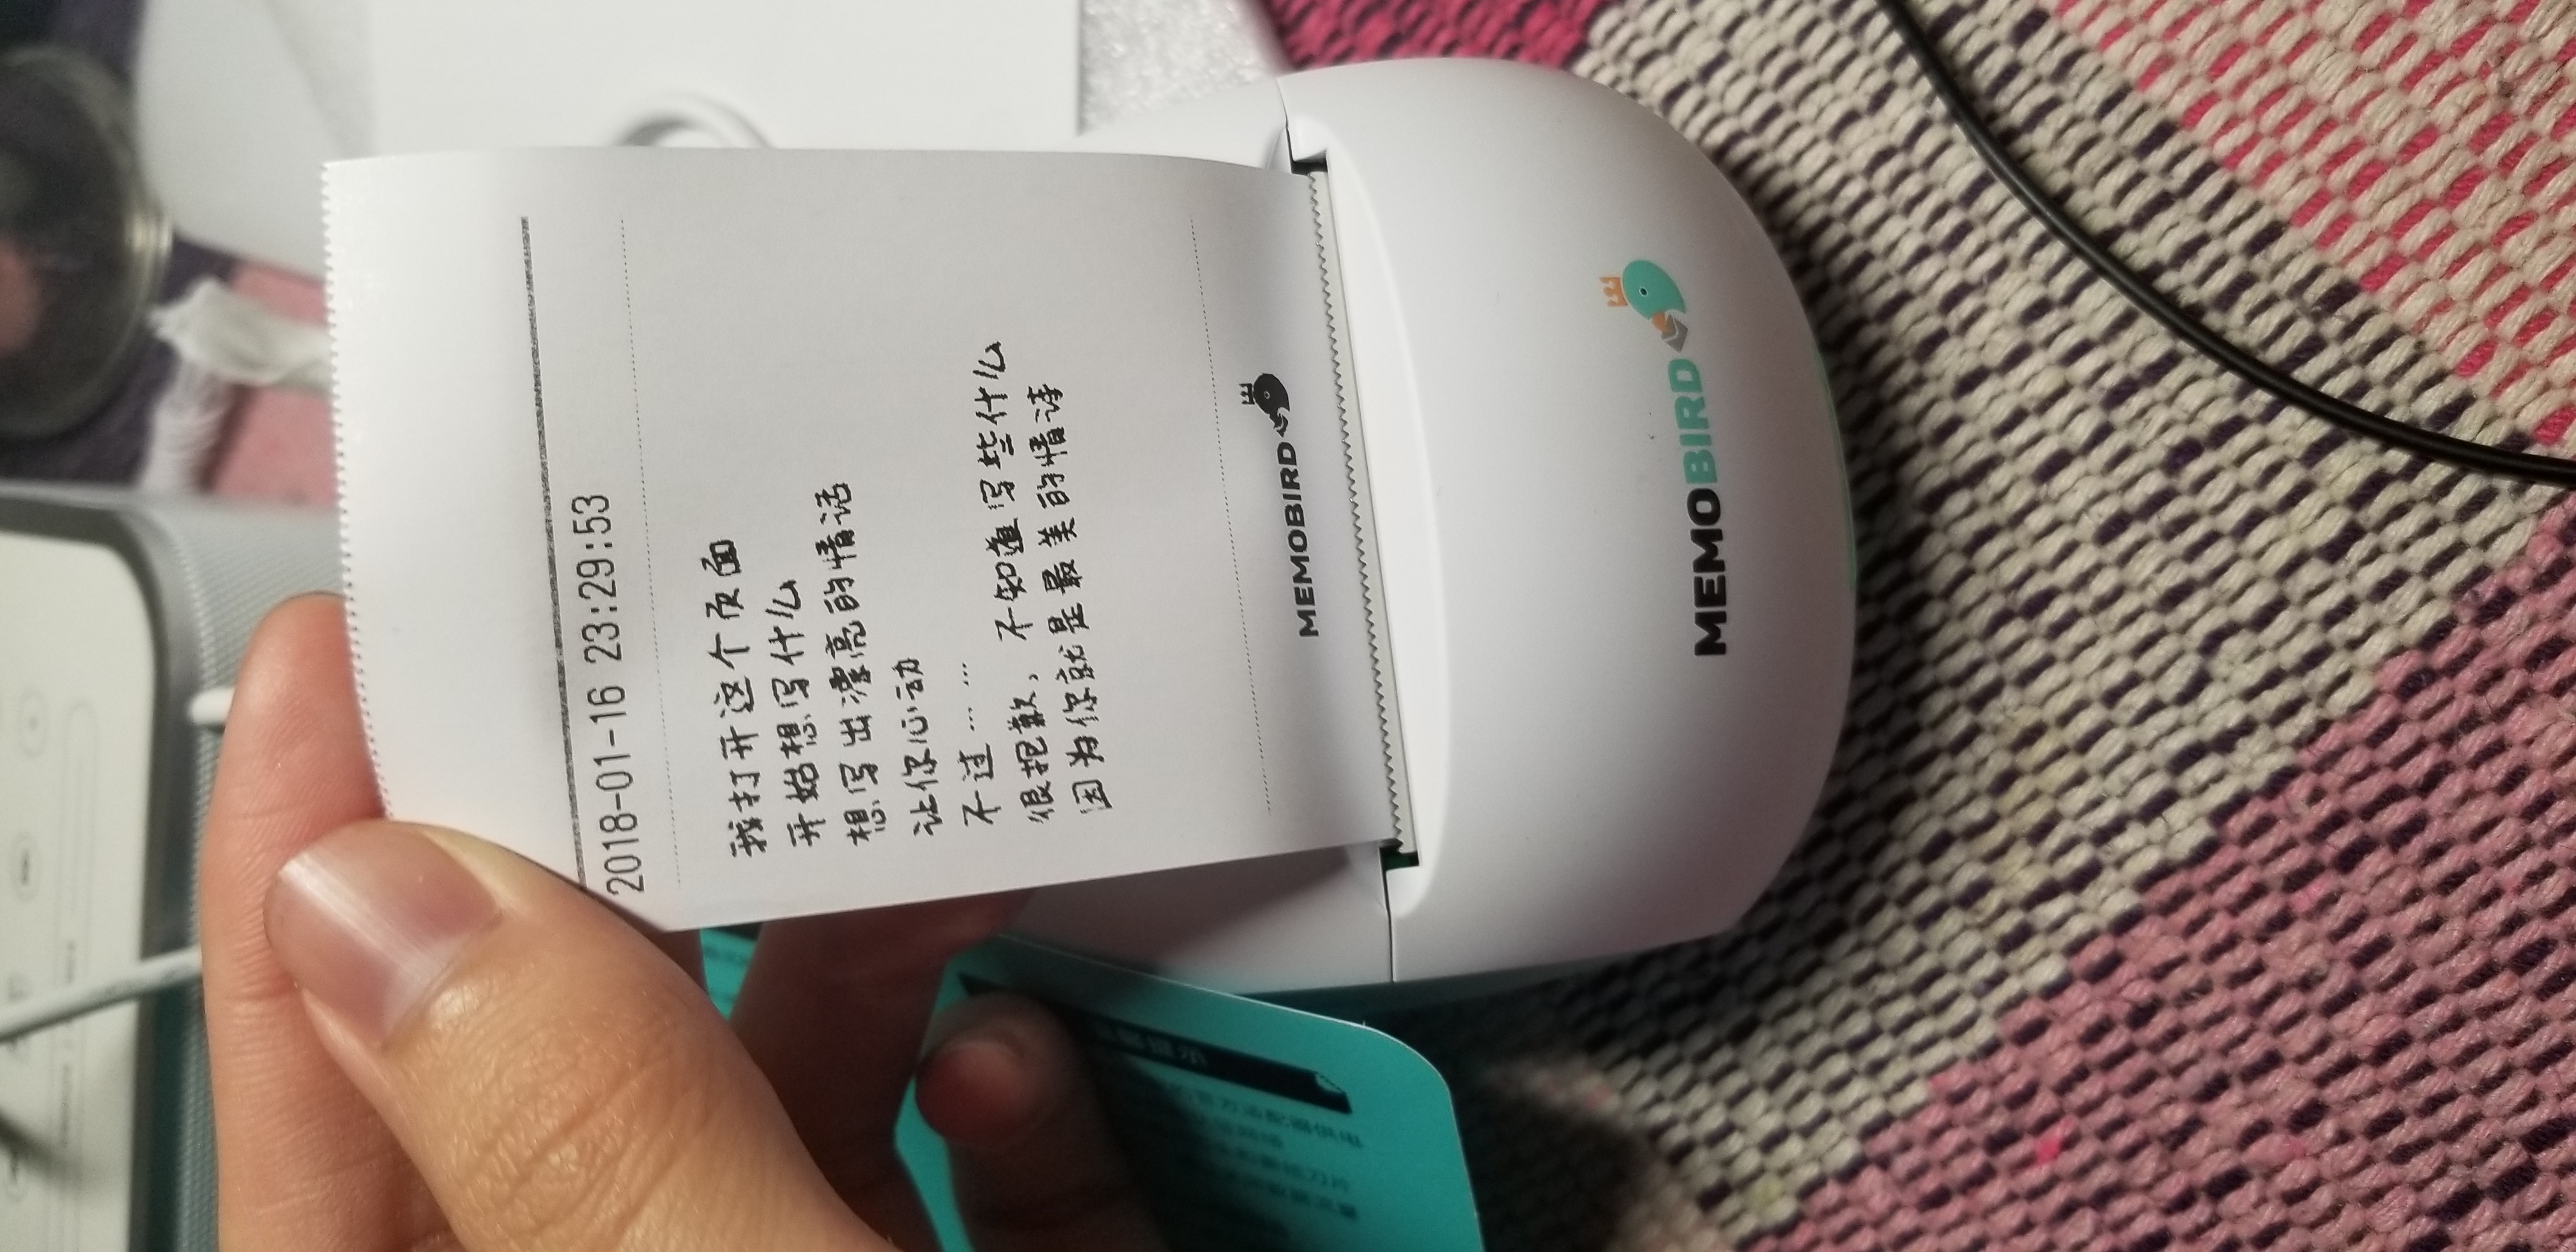 2018-01-16 23:29:53
我打开这个页面
开始想写什么
想写出漂亮的情话
让你心动
不过……
很抱歉，不知道写些什么
因为你就是最美的情诗
MEMOBIRD
MEMOBIRD